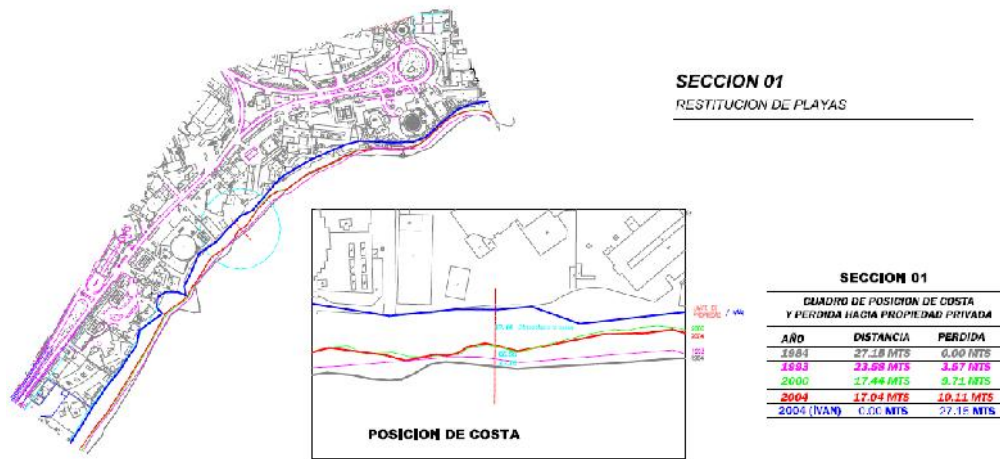 SECCION 01
RESTITUCION DE PLAYAS
POSICION DE COSTA
SECCION 01
CUADRO DE POSICION DE COSTA
Y PERDIDA HACIA PROPIEDAD PRIVADA
AÑO DISTANCIA PERDIDA
1984 27.15 MTS 0.00 MTS
1993 23.58 MTS 3.57 MTS
2000 17.44 MTS 9.71 MTS
2004 17.04 MTS 10.11 MTS
2004 (IVAN) 0.00 MTS 27.15 MTS